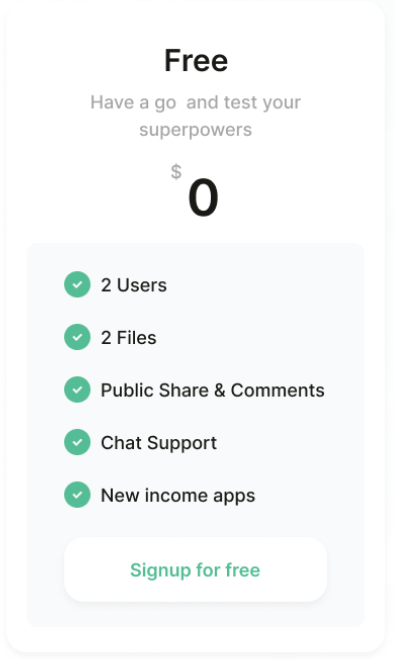 Free
Have a go  and test your
superpowers
$
0
2 Users
2 Files
Public Share & Comments
Chat Support
New income apps
Signup for free